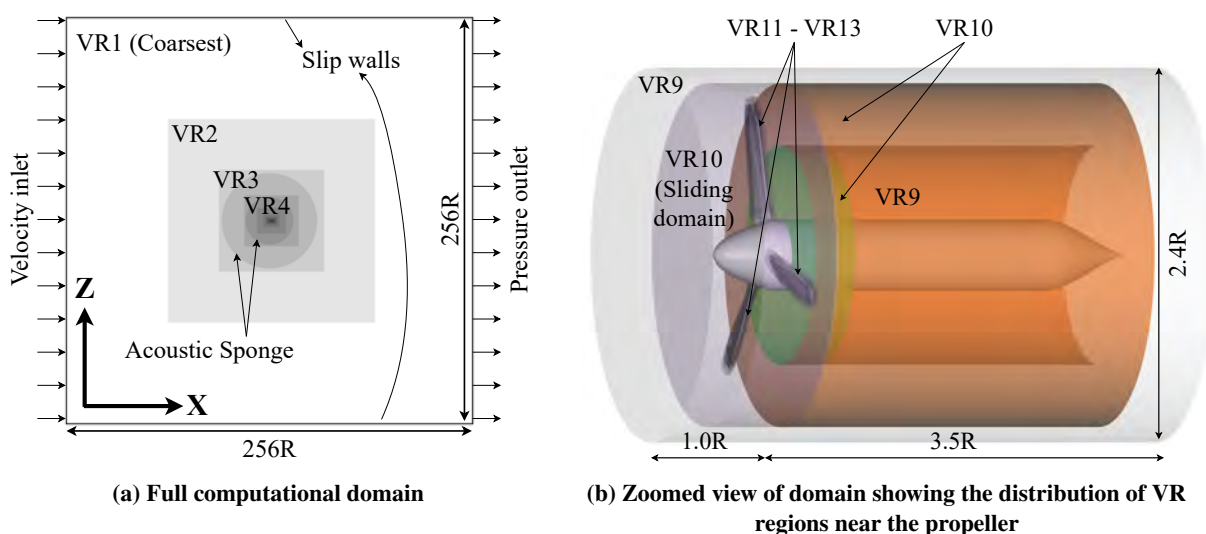 VR1 (Coarsest)
Slip walls
VR2
VR3
VR4
Velocity inlet
Pressure outlet
256R
Z
Acoustic Sponge
X
256R
(a) Full computational domain
VR11 - VR13
VR10
VR9
VR10
(Sliding
domain)
VR9
2.4R
1.0R
3.5R
(b) Zoomed view of domain showing the distribution of VR
regions near the propeller